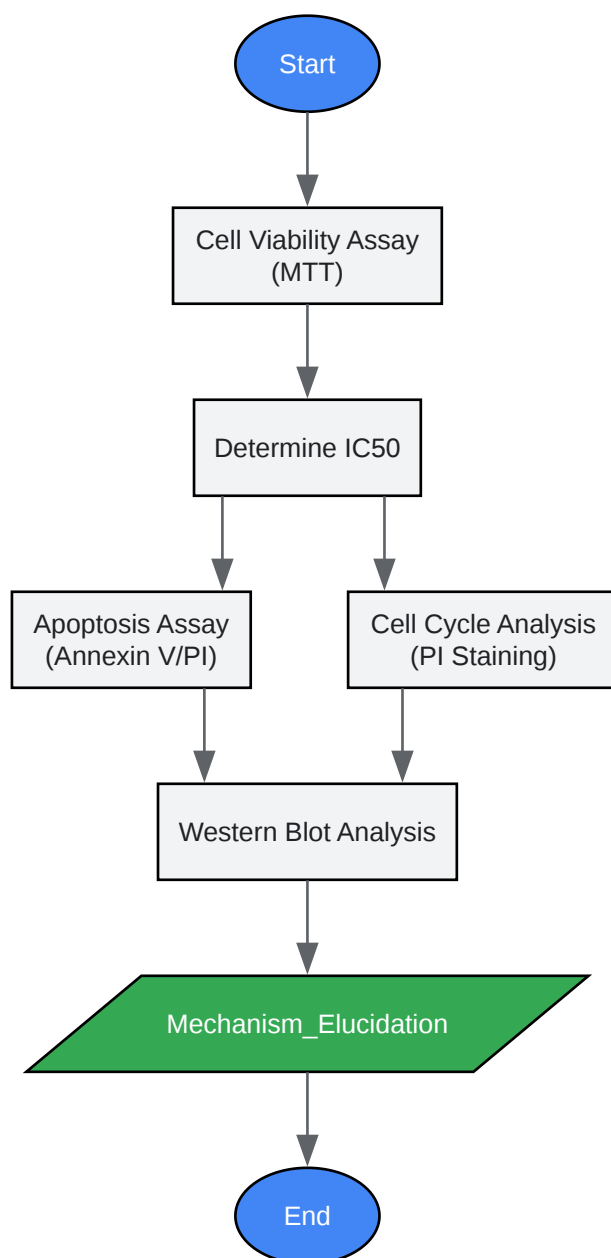 Start
Cell Viability Assay
(MTT)
Determine IC50
Apoptosis Assay
(Annexin V/PI)
Cell Cycle Analysis
(PI Staining)
Western Blot Analysis
Mechanism_Elucidation
End